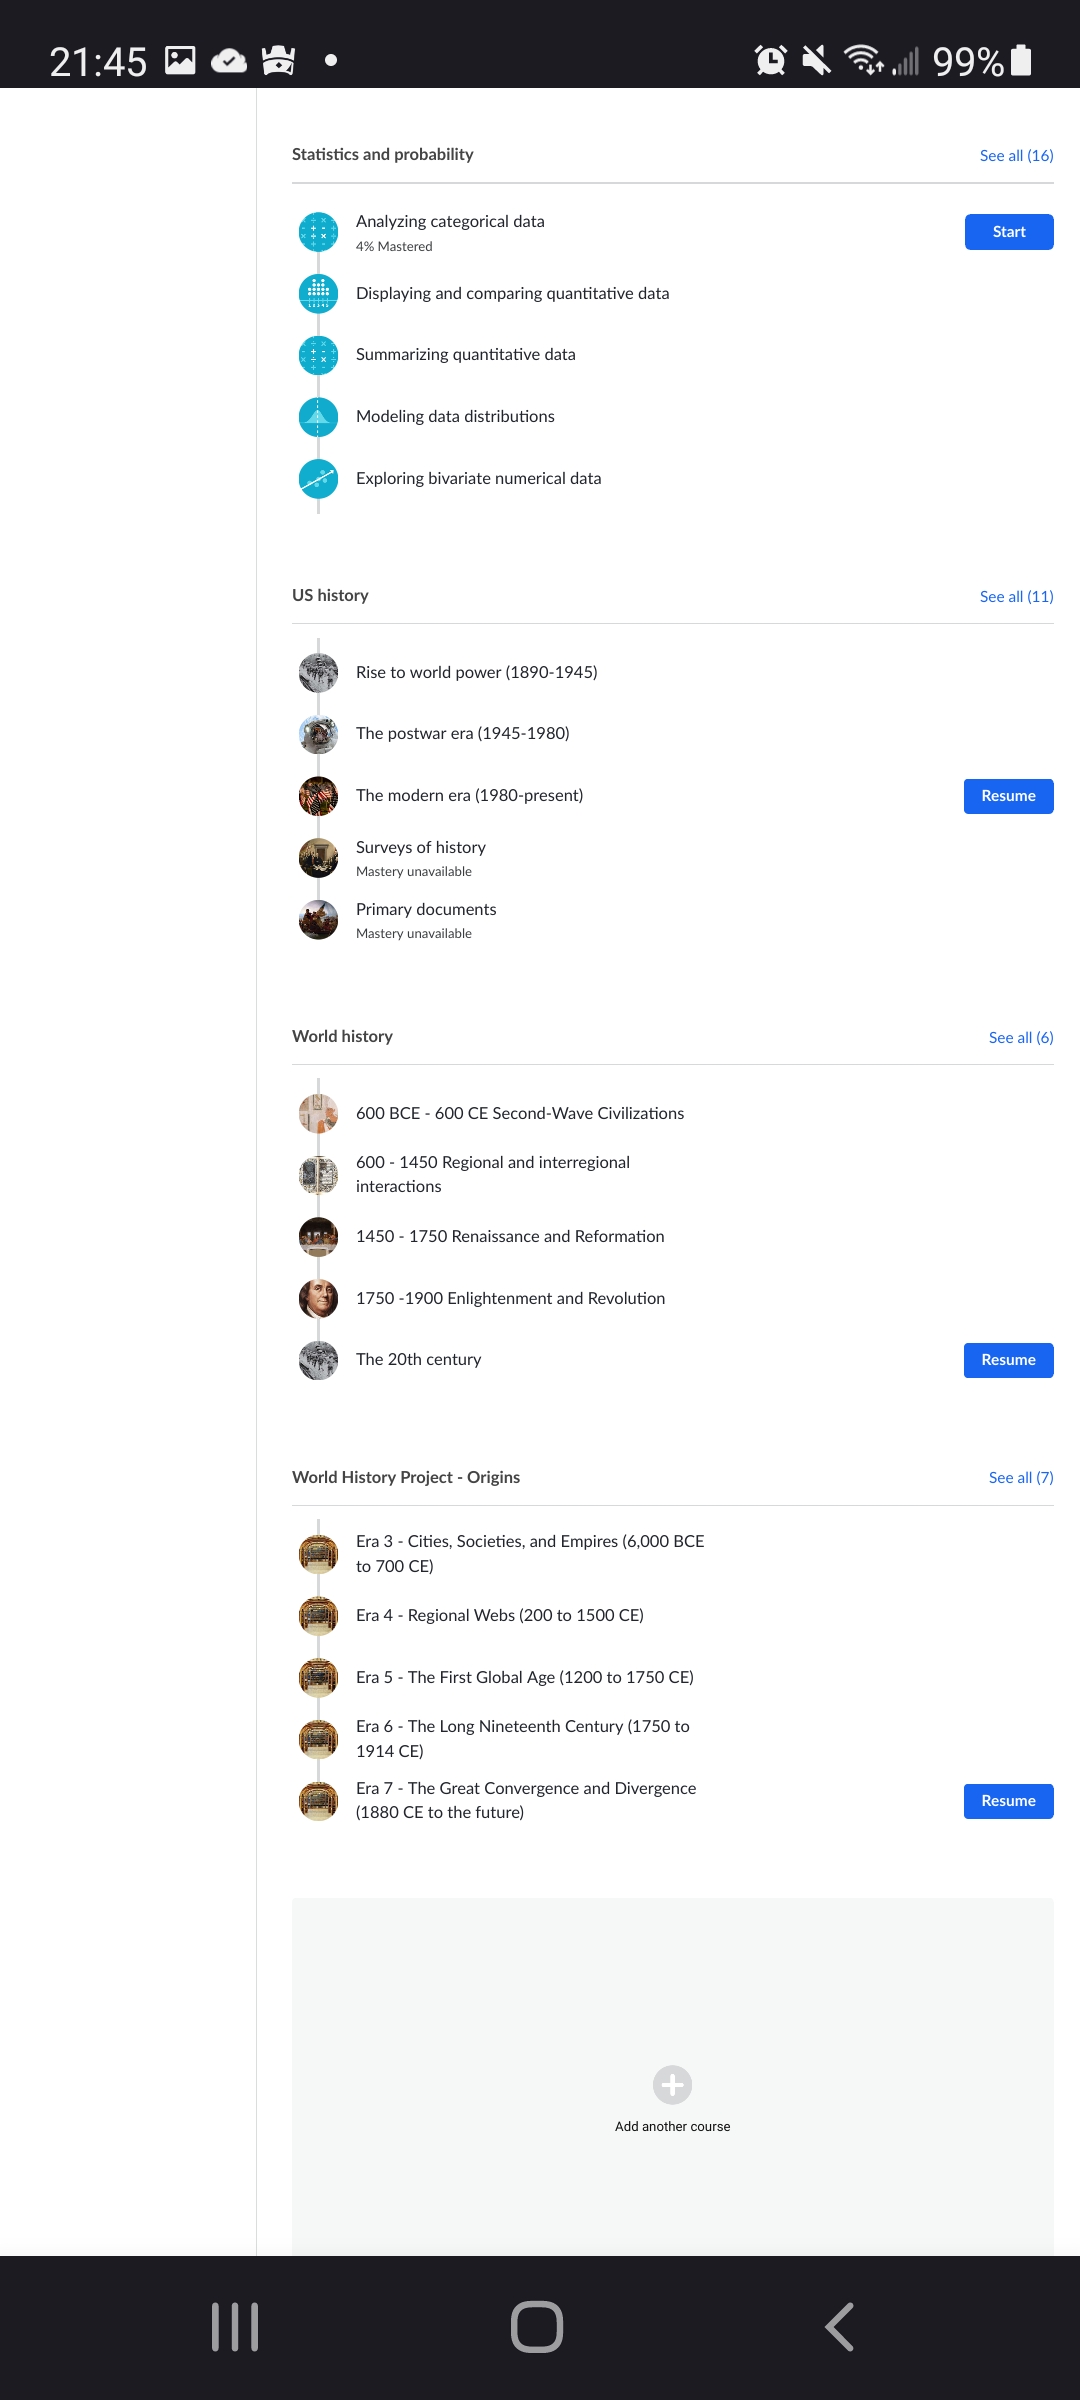 21:45
99%
Statistics and probability
See all (16)
Analyzing categorical data
4% Mastered
Start
Displaying and comparing quantitative data
Summarizing quantitative data
Modeling data distributions
Exploring bivariate numerical data
US history
See all (11)
Rise to world power (1890-1945)
The postwar era (1945-1980)
The modern era (1980-present)
Resume
Surveys of history
Mastery unavailable
Primary documents
Mastery unavailable
World history
See all (6)
600 BCE - 600 CE Second-Wave Civilizations
600 - 1450 Regional and interregional
interactions
1450 - 1750 Renaissance and Reformation
1750 -1900 Enlightenment and Revolution
The 20th century
Resume
World History Project - Origins
See all (7)
Era 3 - Cities, Societies, and Empires (6,000 BCE
to 700 CE)
Era 4 - Regional Webs (200 to 1500 CE)
Era 5 - The First Global Age (1200 to 1750 CE)
Era 6 - The Long Nineteenth Century (1750 to
1914 CE)
Era 7 - The Great Convergence and Divergence
(1880 CE to the future)
Resume
Add another course